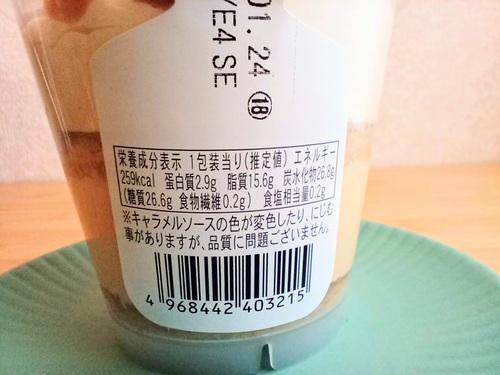 01.24 ⑱
VE4 SE
栄養成分表示 1包装当り(推定値) エネルギー
259kcal 蛋白質2.9g 脂質15.6g 炭水化物26.8g
(糖質26.6g 食物繊維0.2g) 食塩相当量0.2g
※キャラメルソースの色が変色したり、にじむ
事がありますが、品質に問題ございません。
4 968442 403215